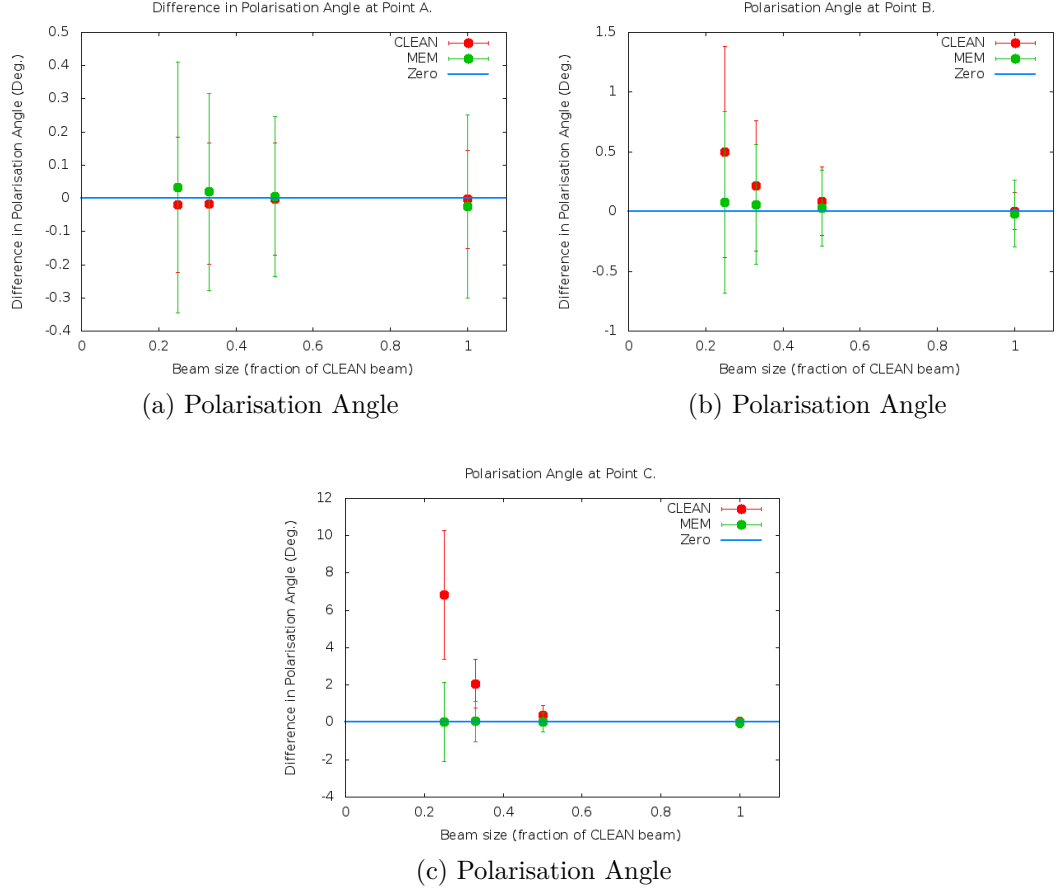 Difference in Polarisation Angle at Point A.
Difference in Polarisation Angle (Deg.)
0.5
0.4
0.3
0.2
0.1
0
-0.1
-0.2
-0.3
-0.4
CLEAN
MEM
Zero
0 0.2 0.4 0.6 0.8 1
Beam size (fraction of CLEAN beam)
(a) Polarisation Angle
Polarisation Angle at Point B.
Difference in Polarisation Angle (Deg.)
1.5
1
0.5
0
-0.5
-1
CLEAN
MEM
Zero
0 0.2 0.4 0.6 0.8 1
Beam size (fraction of CLEAN beam)
(b) Polarisation Angle
Polarisation Angle at Point C.
Difference in Polarisation Angle (Deg.)
12
10
8
6
4
2
0
-2
-4
CLEAN
MEM
Zero
0 0.2 0.4 0.6 0.8 1
Beam size (fraction of CLEAN beam)
(c) Polarisation Angle